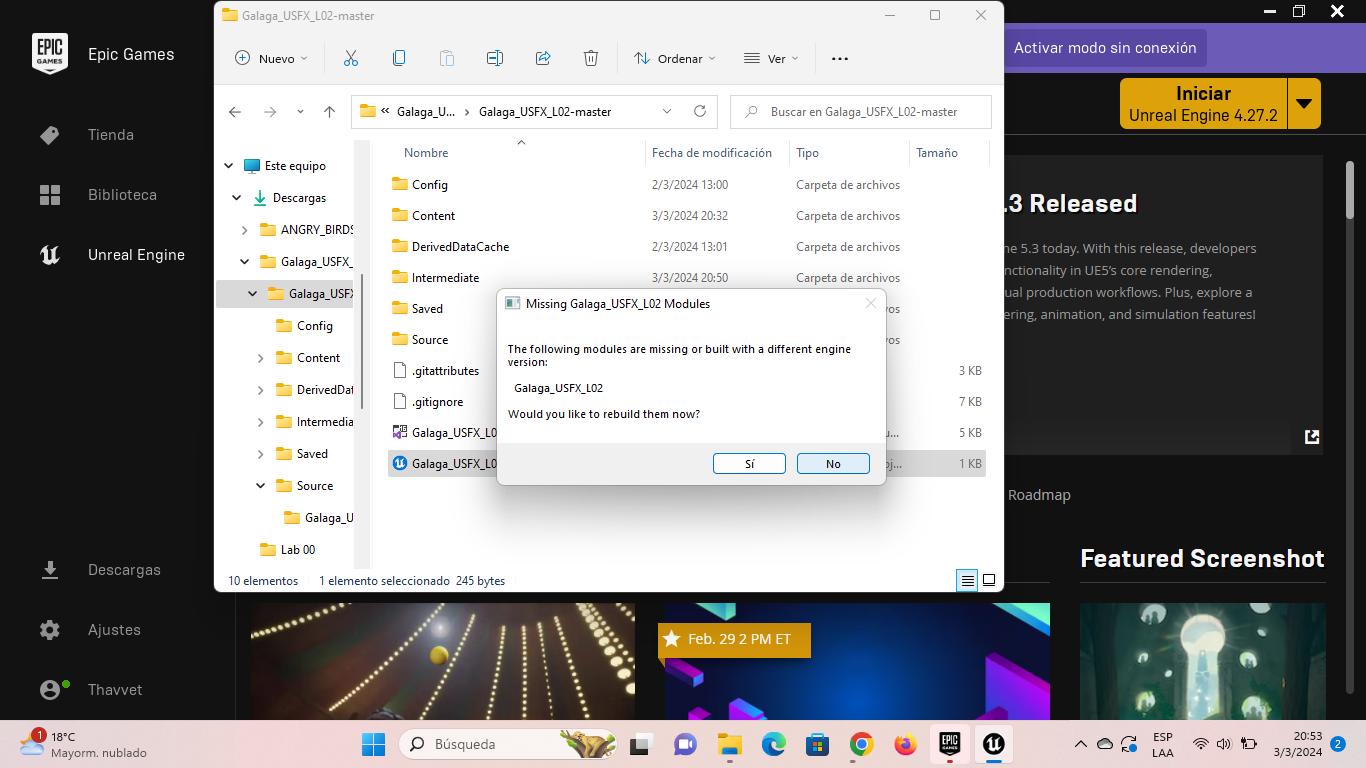 Galaga_USFX_L02-master
EPIC GAMES
Epic Games
Activar modo sin conexión
Nuevo
Ordenar
Ver
Galaga_U...
Galaga_USFX_L02-master
Buscar en Galaga_USFX_L02-master
Iniciar
Unreal Engine 4.27.2
Tienda
Biblioteca
Unreal Engine
Este equipo
Descargas
ANGRY_BIRDS
Galaga_USFX_
Galaga_USFX
Config
Content
DerivedDat
Intermedia
Saved
Source
Galaga_US
Lab 00
Nombre Fecha de modificación Tipo Tamaño
Config 2/3/2024 13:00 Carpeta de archivos
Content 3/3/2024 20:32 Carpeta de archivos
DerivedDataCache 2/3/2024 13:01 Carpeta de archivos
Intermediate 3/3/2024 20:50 Carpeta de archivos
Saved
Source
.gitattributes 3 KB
.gitignore 7 KB
Galaga_USFX_L0 5 KB
Galaga_USFX_L0 1 KB
Missing Galaga_USFX_L02 Modules
The following modules are missing or built with a different engine
version:
Galaga_USFX_L02
Would you like to rebuild them now?
Sí
No
10 elementos 1 elemento seleccionado 245 bytes
.3 Released
ne 5.3 today. With this release, developers
nctionality in UE5's core rendering,
ual production workflows. Plus, explore a
ering, animation, and simulation features!
Roadmap
Featured Screenshot
Feb. 29 2 PM ET
Descargas
Ajustes
Thavvet
1
18°C
Mayorm. nublado
Búsqueda
EPIC GAMES
ESP
LAA
20:53
3/3/2024
2